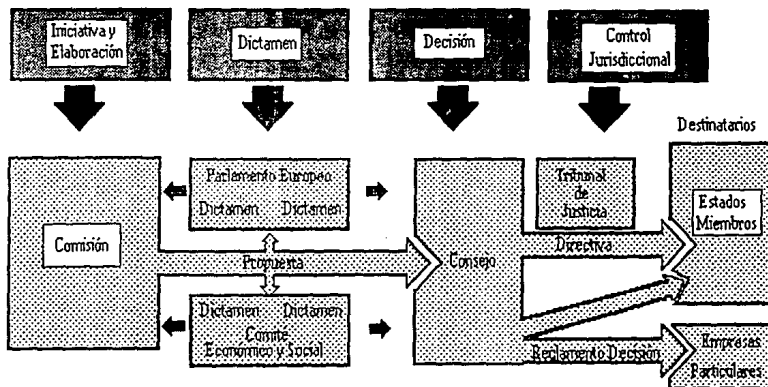 Iniciativa y
Elaboración
Dictamen
Decisión
Control
Jurisdiccional
Destinatarios
Parlamento Europeo
Dictamen Dictamen
Tribunal
de
Justicia
Estados
Miembros
Comisión
Propuesta
Consejo
Directiva
Dictamen Dictamen
Comité
Económico y Social
Reclamento Decisión
Empresas
Particulares